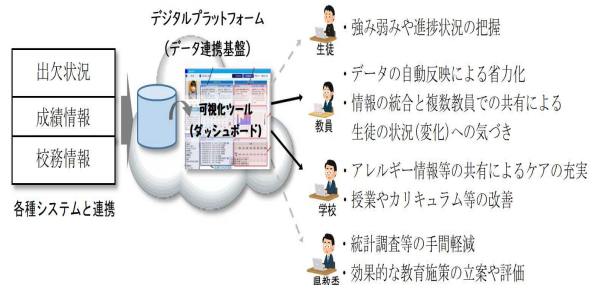 デジタルプラットフォーム
(データ連携基盤)
出欠状況
成績情報
校務情報
各種システムと連携
可視化ツール
(ダッシュボード)
生徒
・強み弱みや進捗状況の把握
教員
・データの自動反映による省力化
・情報の統合と複数教員での共有による
生徒の状況(変化)への気づき
学校
・アレルギー情報等の共有によるケアの充実
・授業やカリキュラム等の改善
県教委
・統計調査等の手間軽減
・効果的な教育施策の立案や評価